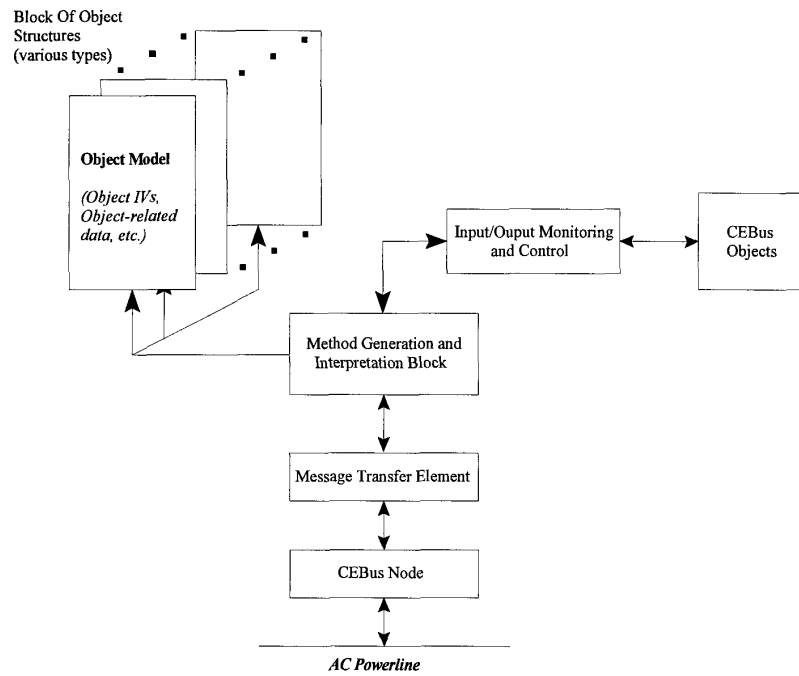 Block Of Object
Structures
(various types)
Object Model
(Object IVs,
Object-related
data, etc.)
Input/Ouput Monitoring
and Control
CEBus
Objects
Method Generation and
Interpretation Block
Message Transfer Element
CEBus Node
AC Powerline